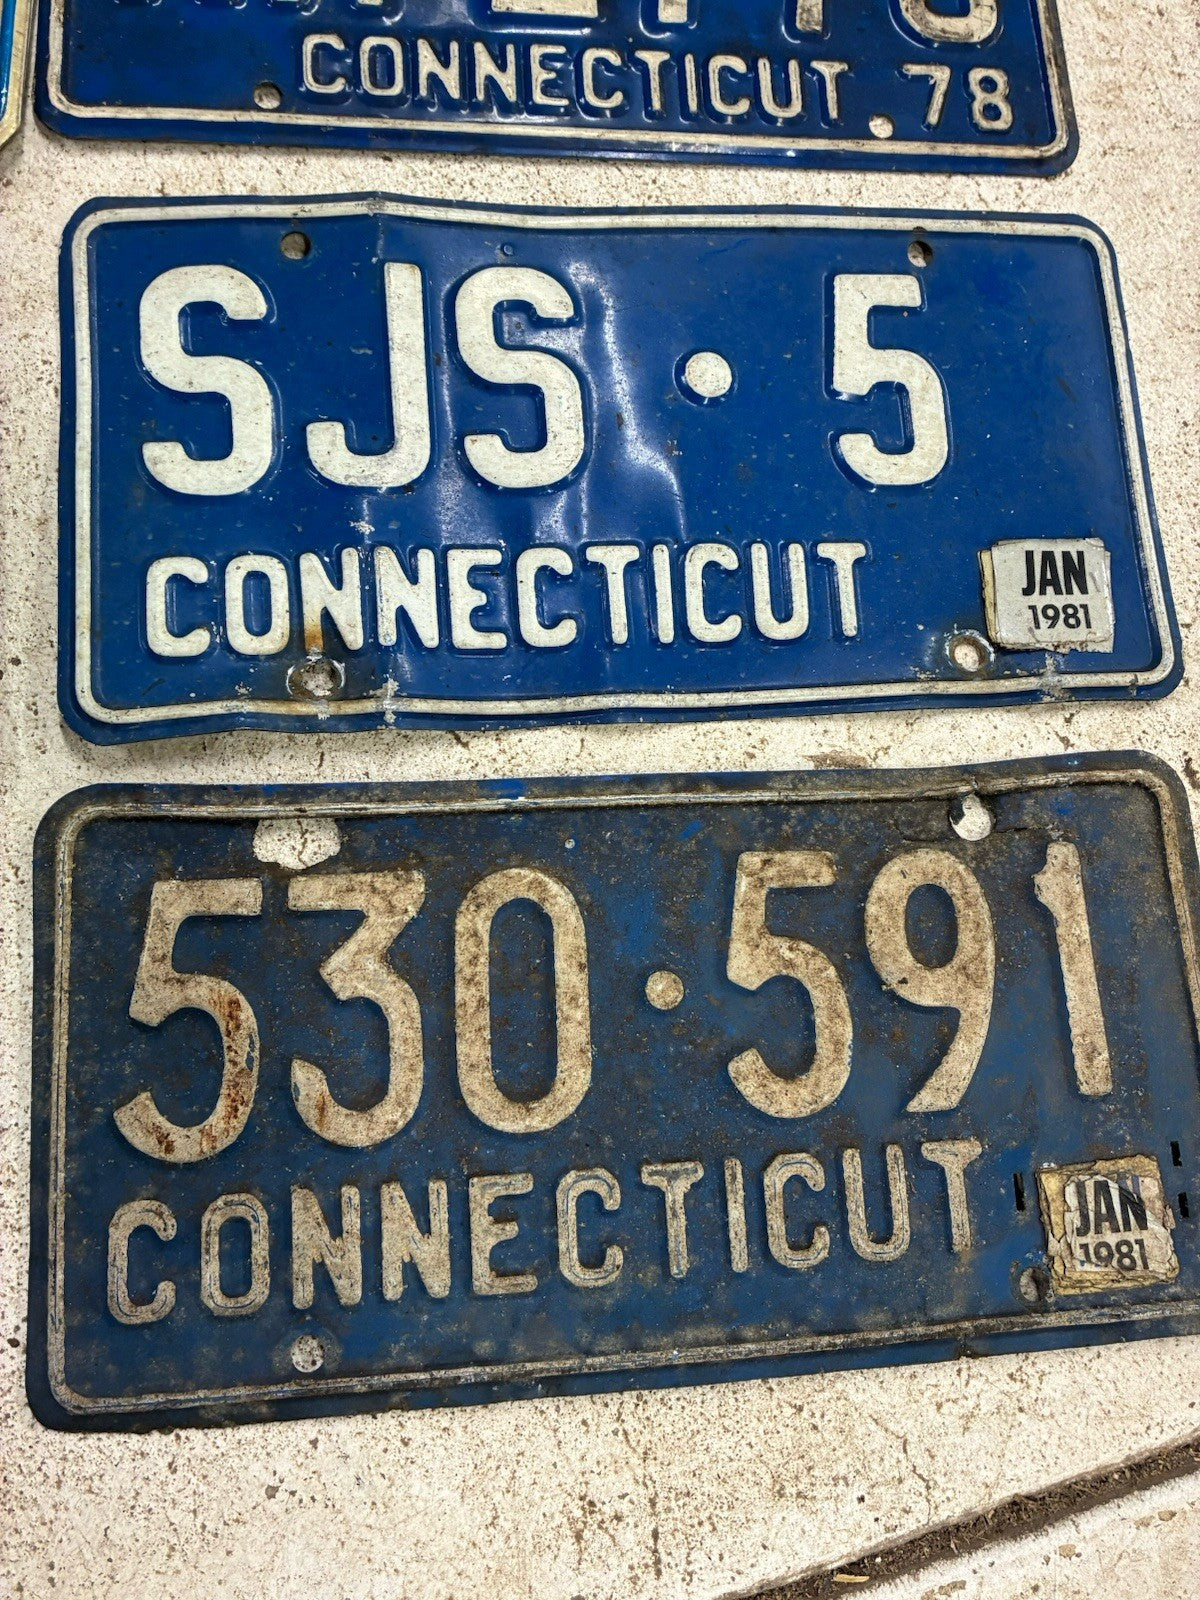 CONNECTICUT 78
SJS · 5
CONNECTICUT
JAN
1981
530 · 591
CONNECTICUT
JAN
1981